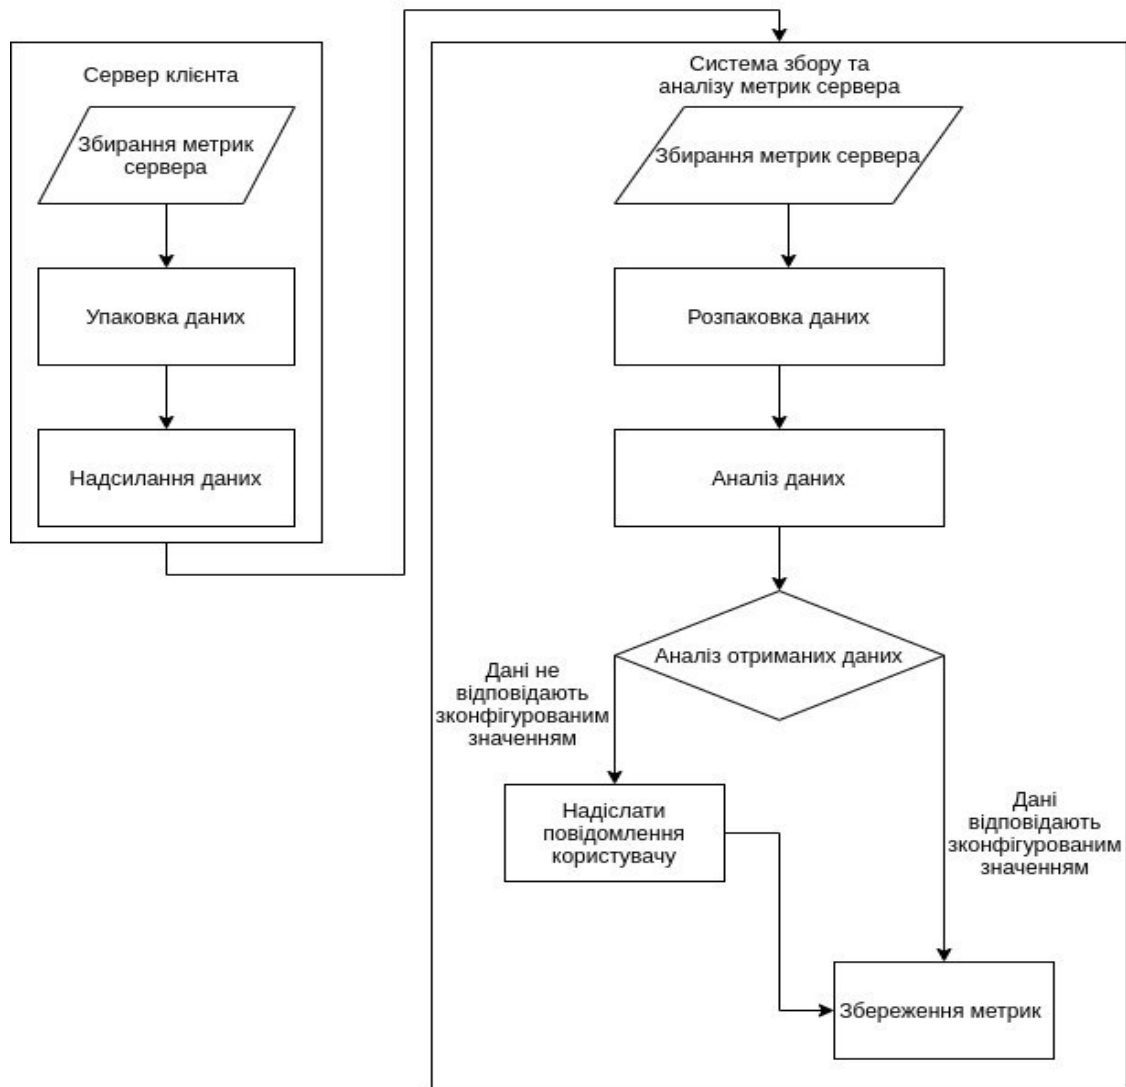 Сервер клієнта
Збирання метрик
сервера
Упаковка даних
Надсилання даних
Система збору та
аналізу метрик сервера
Збирання метрик сервера
Розпаковка даних
Аналіз даних
Аналіз отриманих даних
Дані не
відповідають
зконфігурованим
значенням
Надіслати
повідомлення
користувачу
Дані
відповідають
зконфігурованим
значенням
Збереження метрик